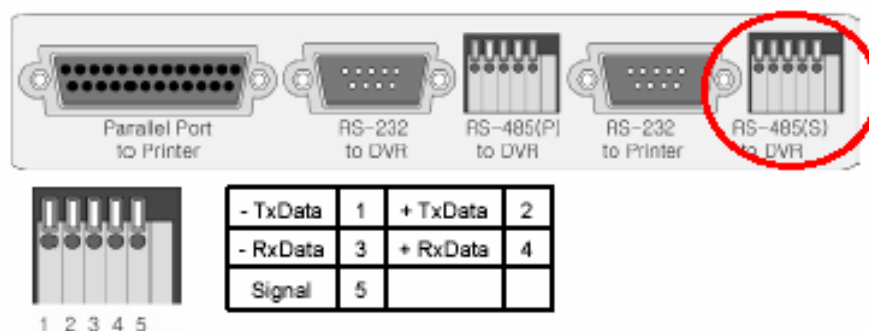 Parallel Port RS-232 RS-485(P) RS-232 RS-485(S)
to Printer to DVR to DVR to Printer to DVR
- TxData 1 + TxData 2
- RxData 3 + RxData 4
Signal 5
1 2 3 4 5